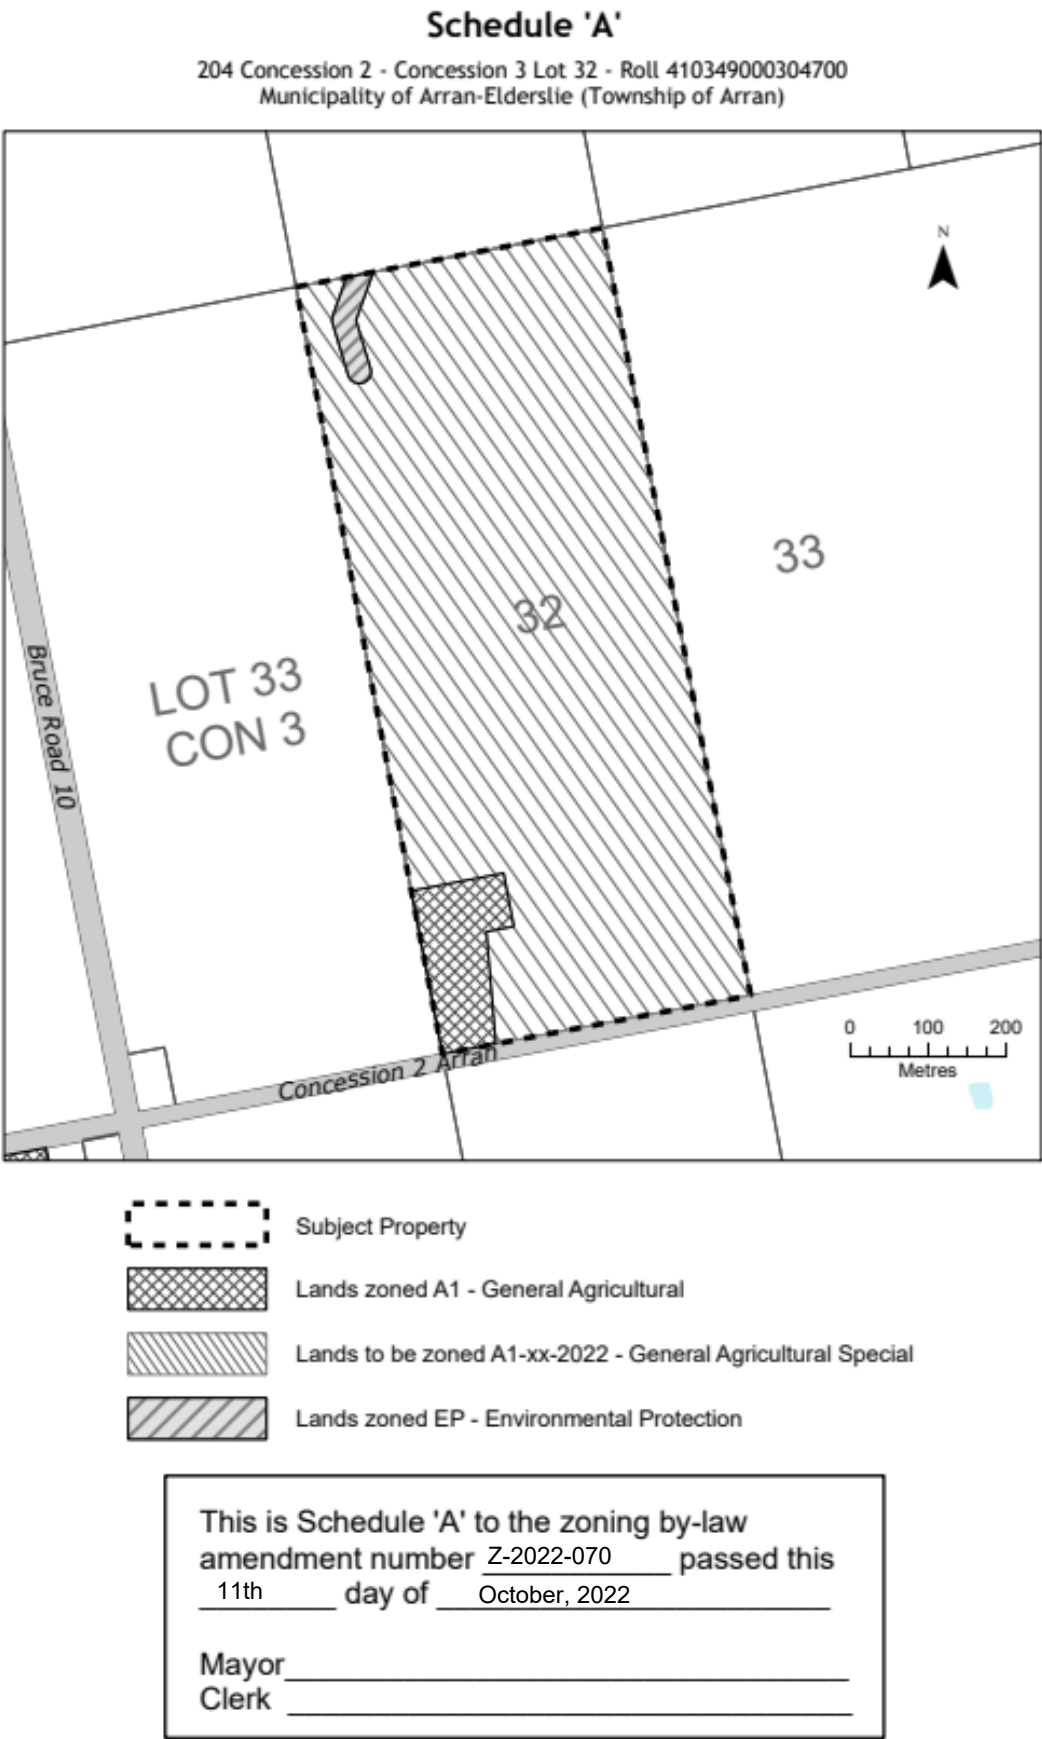 Schedule 'A'
204 Concession 2 - Concession 3 Lot 32 - Roll 410349000304700
Municipality of Arran-Elderslie (Township of Arran)
N
33
32
LOT 33
CON 3
Bruce Road 10
Concession 2 Arran
0 100 200
Metres
Subject Property
Lands zoned A1 - General Agricultural
Lands to be zoned A1-xx-2022 - General Agricultural Special
Lands zoned EP - Environmental Protection
This is Schedule 'A' to the zoning by-law
amendment number Z-2022-070 passed this
11th day of October, 2022
Mayor
Clerk